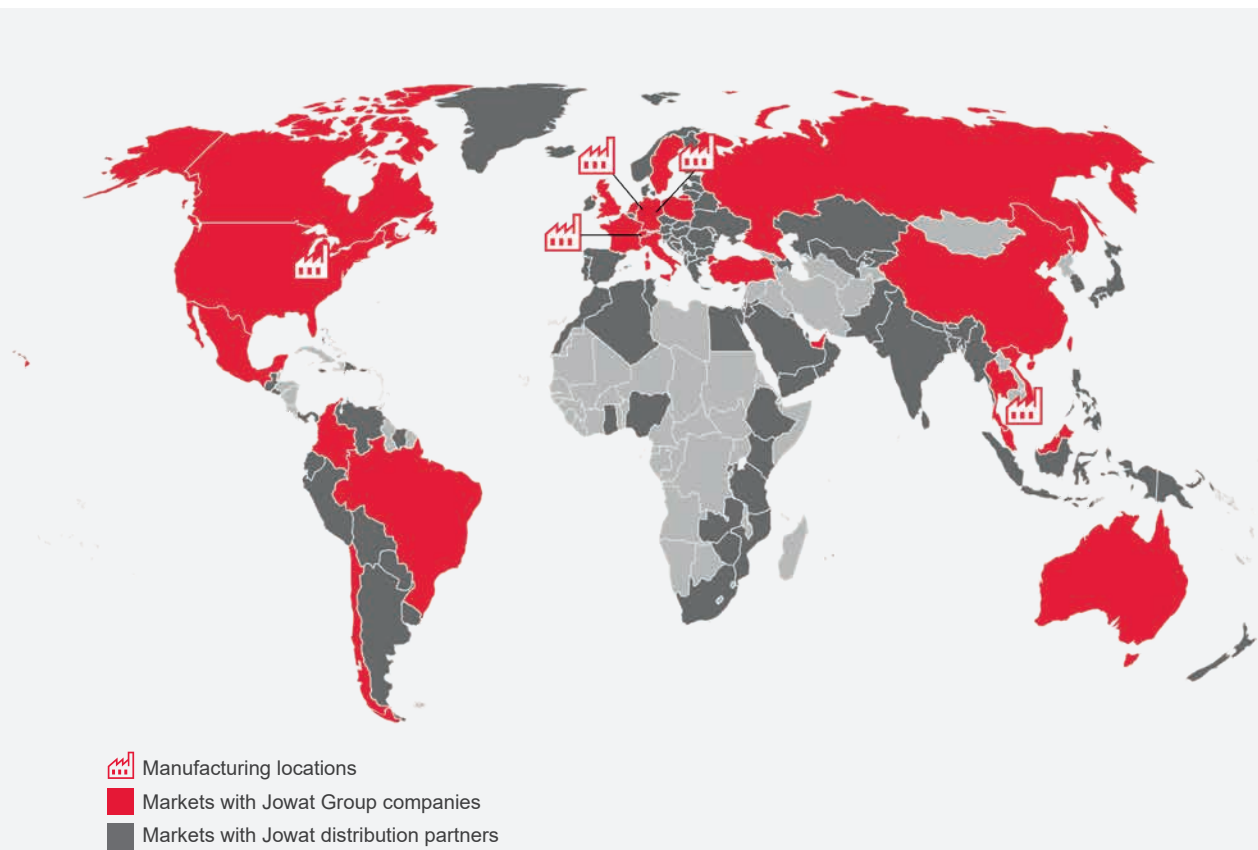 Manufacturing locations
Markets with Jowat Group companies
Markets with Jowat distribution partners